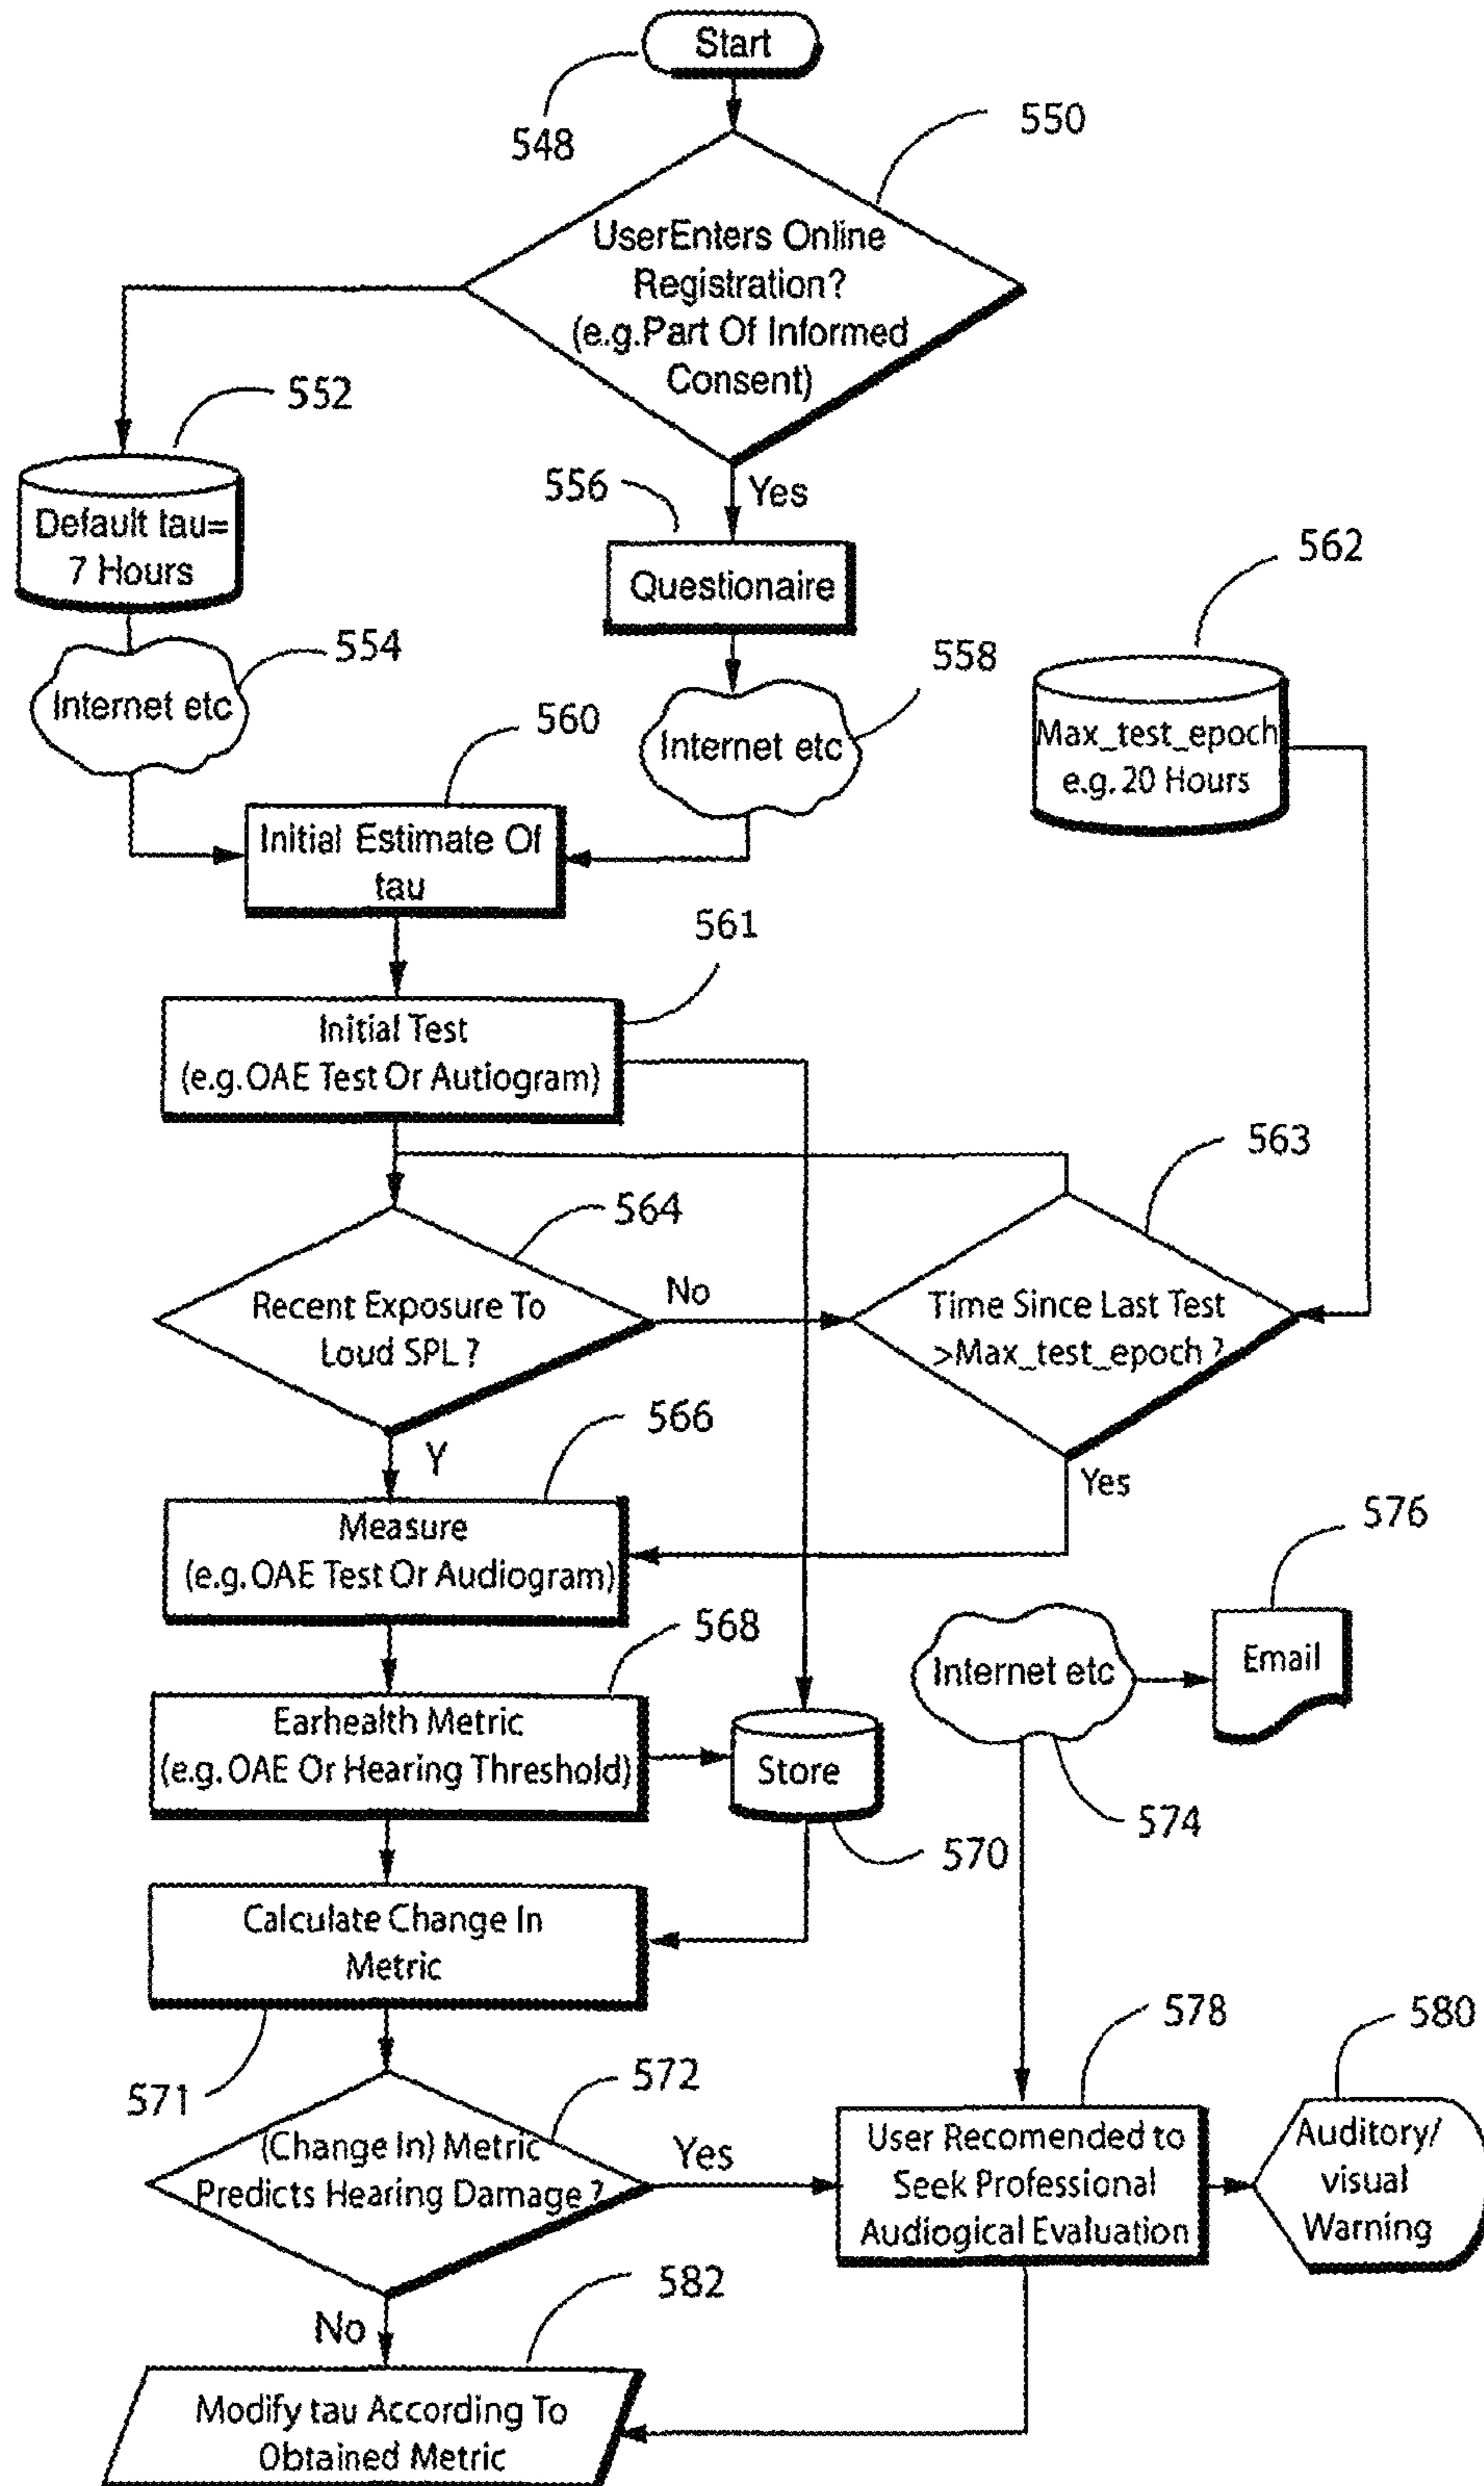 Start
548
550
UserEnters Online
Registration?
(e.g.Part Of Informed
Consent)
552
Default tau=
7 Hours
556
Yes
Questionaire
562
Max_test_epoch
e.g. 20 Hours
554
Internet etc
558
Internet etc
560
Initial Estimate Of
tau
561
Initial Test
(e.g. OAE Test Or Autiogram)
563
564
Recent Exposure To
Loud SPL ?
No
Time Since Last Test
>Max_test_epoch ?
Y
Yes
566
Measure
(e.g. OAE Test Or Audiogram)
576
Email
568
Internet etc
574
Earhealth Metric
(e.g. OAE Or Hearing Threshold)
Store
570
Calculate Change In
Metric
571
572
(Change In) Metric
Predicts Hearing Damage ?
Yes
578
User Recomended to
Seek Professional
Audiogical Evaluation
580
Auditory/
visual
Warning
No
582
Modify tau According To
Obtained Metric